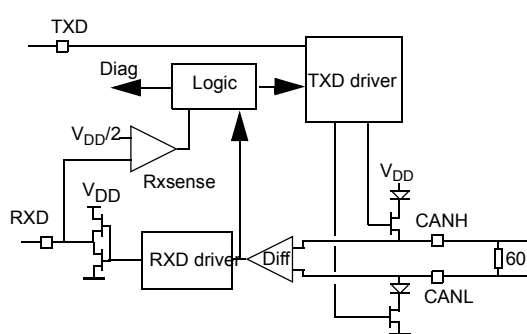 TXD
Diag
Logic
TXD driver
VDD/2
Rxsense
VDD
VDD
RXD
CANH
RXD driver
Diff
60
CANL